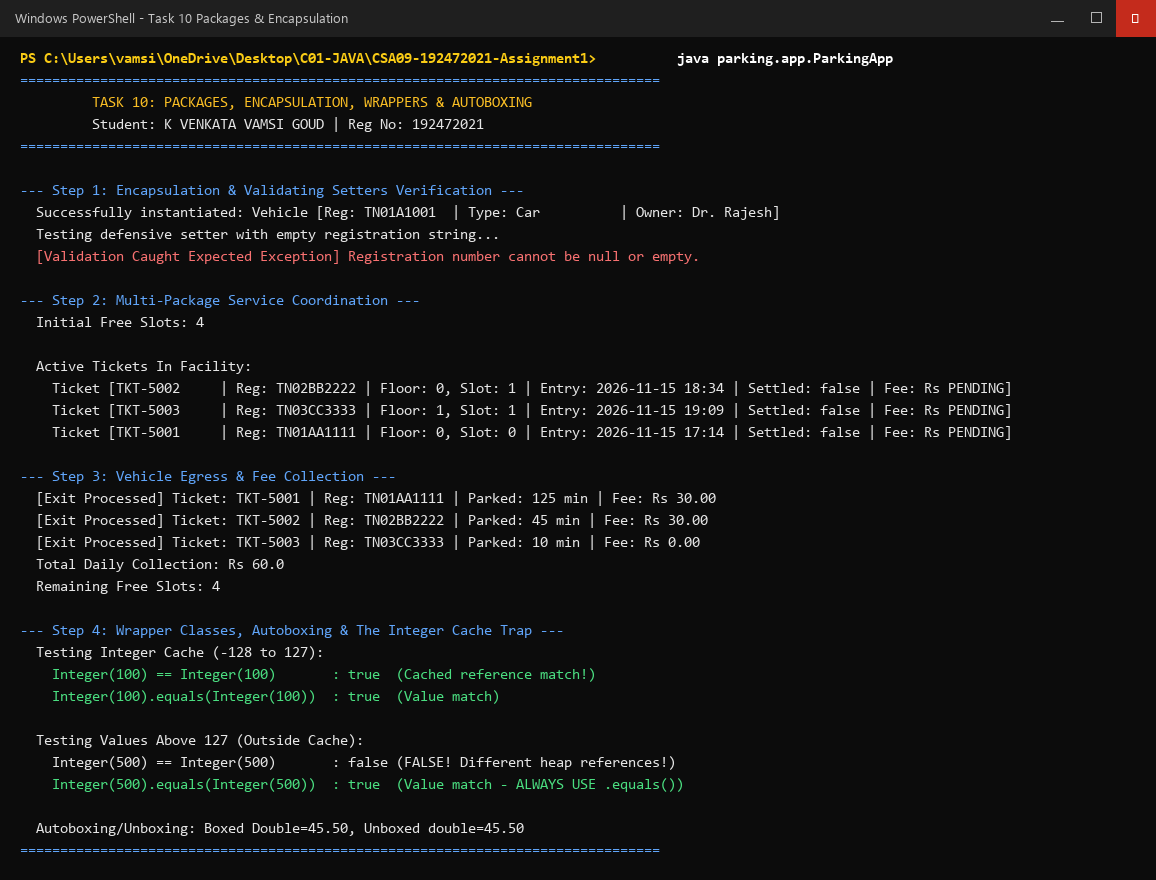 Windows PowerShell - Task 10 Packages & Encapsulation
PS C:\Users\vamsi\OneDrive\Desktop\C01-JAVA\CSA09-192472021-Assignment1> java parking.app.ParkingApp
================================================================================
TASK 10: PACKAGES, ENCAPSULATION, WRAPPERS & AUTOBOXING
Student: K VENKATA VAMSI GOUD | Reg No: 192472021
================================================================================
--- Step 1: Encapsulation & Validating Setters Verification ---
Successfully instantiated: Vehicle [Reg: TN01A1001  | Type: Car          | Owner: Dr. Rajesh]
Testing defensive setter with empty registration string...
[Validation Caught Expected Exception] Registration number cannot be null or empty.
--- Step 2: Multi-Package Service Coordination ---
Initial Free Slots: 4
Active Tickets In Facility:
Ticket [TKT-5002     | Reg: TN02BB2222 | Floor: 0, Slot: 1 | Entry: 2026-11-15 18:34 | Settled: false | Fee: Rs PENDING]
Ticket [TKT-5003     | Reg: TN03CC3333 | Floor: 1, Slot: 1 | Entry: 2026-11-15 19:09 | Settled: false | Fee: Rs PENDING]
Ticket [TKT-5001     | Reg: TN01AA1111 | Floor: 0, Slot: 0 | Entry: 2026-11-15 17:14 | Settled: false | Fee: Rs PENDING]
--- Step 3: Vehicle Egress & Fee Collection ---
[Exit Processed] Ticket: TKT-5001 | Reg: TN01AA1111 | Parked: 125 min | Fee: Rs 30.00
[Exit Processed] Ticket: TKT-5002 | Reg: TN02BB2222 | Parked: 45 min | Fee: Rs 30.00
[Exit Processed] Ticket: TKT-5003 | Reg: TN03CC3333 | Parked: 10 min | Fee: Rs 0.00
Total Daily Collection: Rs 60.0
Remaining Free Slots: 4
--- Step 4: Wrapper Classes, Autoboxing & The Integer Cache Trap ---
Testing Integer Cache (-128 to 127):
Integer(100) == Integer(100)       : true  (Cached reference match!)
Integer(100).equals(Integer(100))  : true  (Value match)
Testing Values Above 127 (Outside Cache):
Integer(500) == Integer(500)       : false (FALSE! Different heap references!)
Integer(500).equals(Integer(500))  : true  (Value match - ALWAYS USE .equals())
Autoboxing/Unboxing: Boxed Double=45.50, Unboxed double=45.50
================================================================================